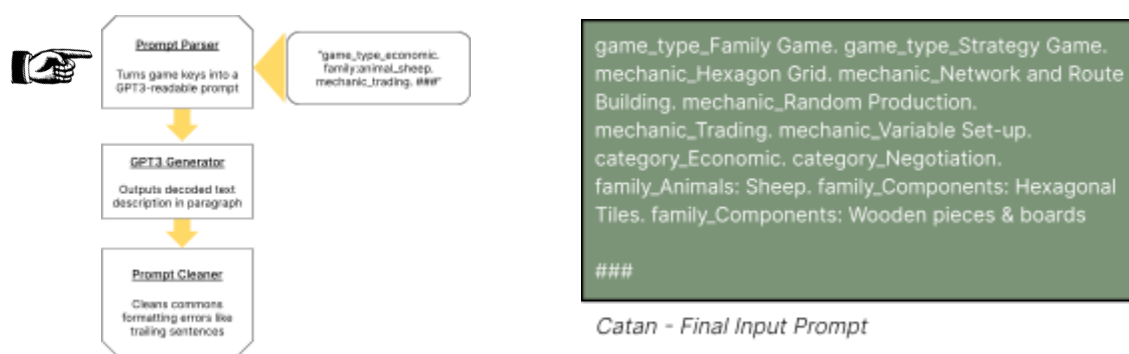 Prompt Parser
Turns game keys into a
GPT3-readable prompt
"game_type_economic.
family:animal_sheep.
mechanic_trading. ###"
GPT3 Generator
Outputs decoded text
description in paragraph
Prompt Cleaner
Cleans commons
formatting errors like
trailing sentences
game_type_Family Game. game_type_Strategy Game.
mechanic_Hexagon Grid. mechanic_Network and Route
Building. mechanic_Random Production.
mechanic_Trading. mechanic_Variable Set-up.
category_Economic. category_Negotiation.
family_Animals: Sheep. family_Components: Hexagonal
Tiles. family_Components: Wooden pieces & boards
###
Catan - Final Input Prompt